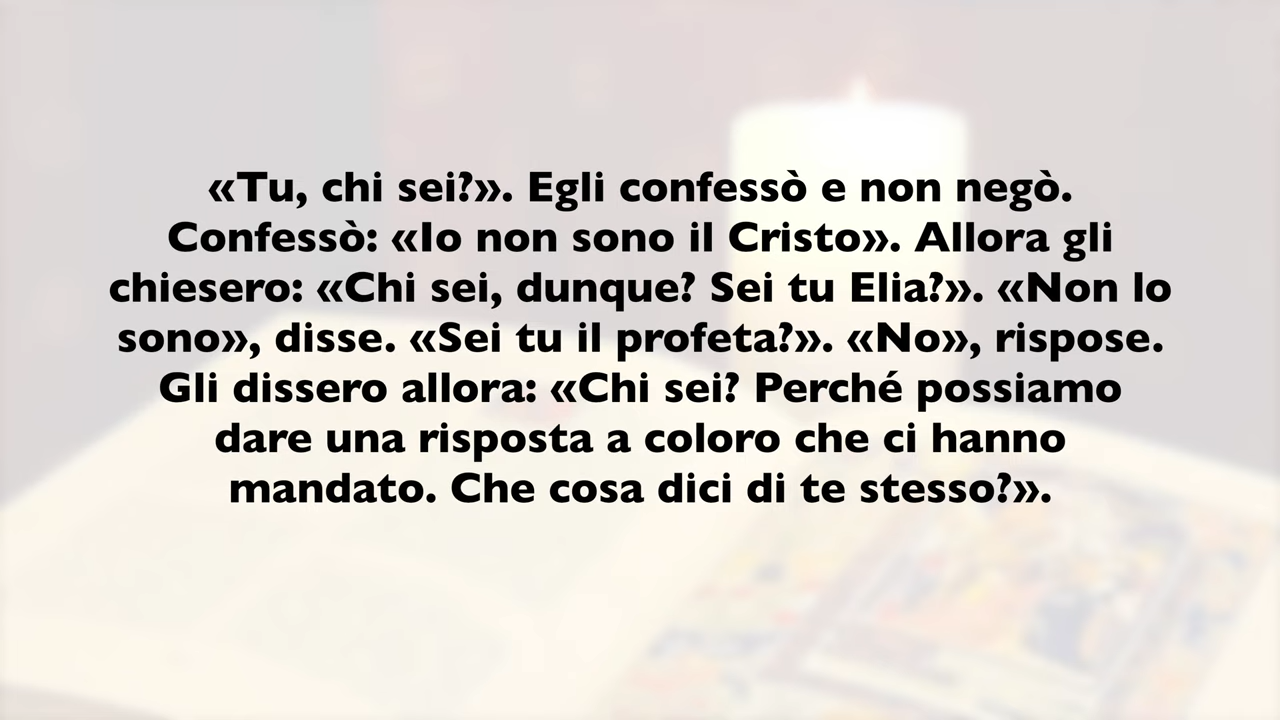 «Tu, chi sei?». Egli confessò e non negò.
Confessò: «Io non sono il Cristo». Allora gli
chiesero: «Chi sei, dunque? Sei tu Elia?». «Non lo
sono», disse. «Sei tu il profeta?». «No», rispose.
Gli dissero allora: «Chi sei? Perché possiamo
dare una risposta a coloro che ci hanno
mandato. Che cosa dici di te stesso?».